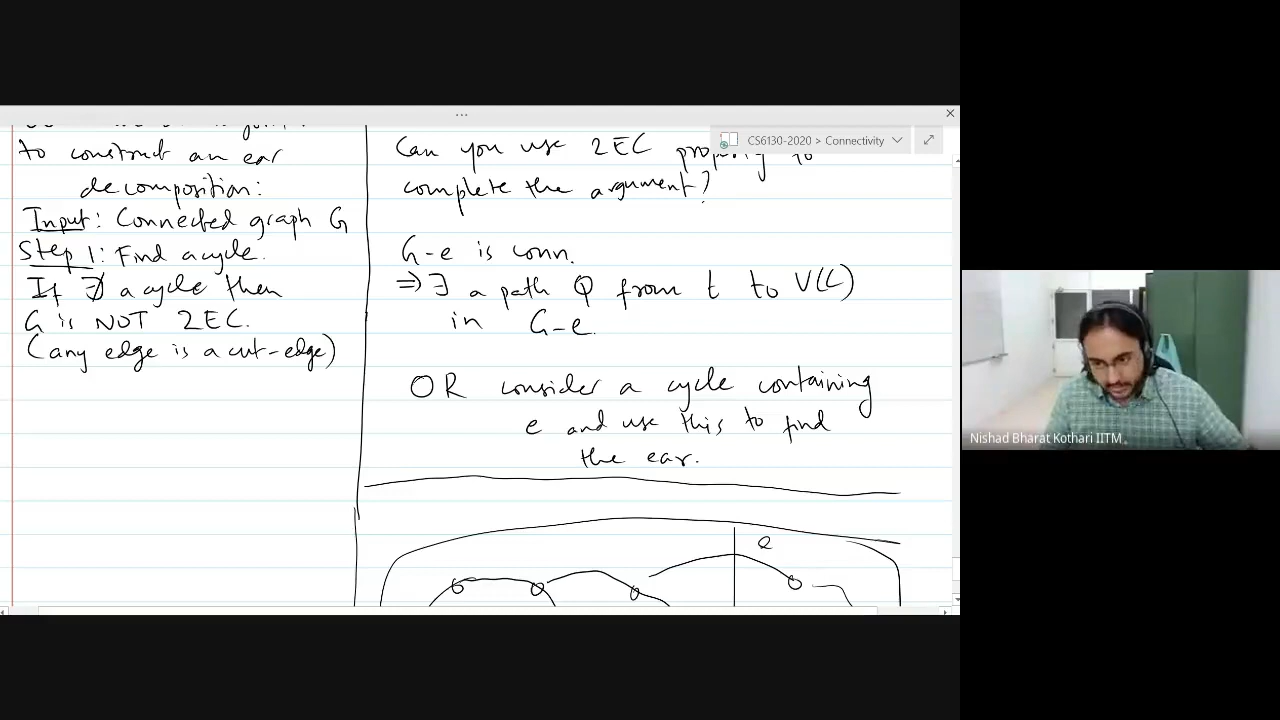 to construct an ear
decomposition:
Input: Connected graph G
Step 1: Find a cycle.
If ∄ a cycle then
G is NOT 2EC.
(any edge is a cut-edge)
CS6130-2020 > Connectivity
Can you use 2EC property to
complete the argument?
G-e is conn.
⇒ ∃ a path Q from t to V(C)
in G-e.
OR consider a cycle containing
e and use this to find
the ear.
e
Nishad Bharat Kothari IITM